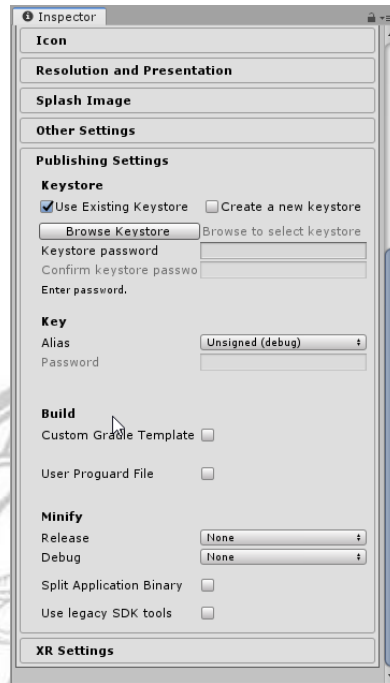 Inspector
Icon
Resolution and Presentation
Splash Image
Other Settings
Publishing Settings
Keystore
Use Existing Keystore Create a new keystore
Browse Keystore Browse to select keystore
Keystore password
Confirm keystore passwo
Enter password.
Key
Alias Unsigned (debug)
Password
Build
Custom Gradle Template
User Proguard File
Minify
Release None
Debug None
Split Application Binary
Use legacy SDK tools
XR Settings